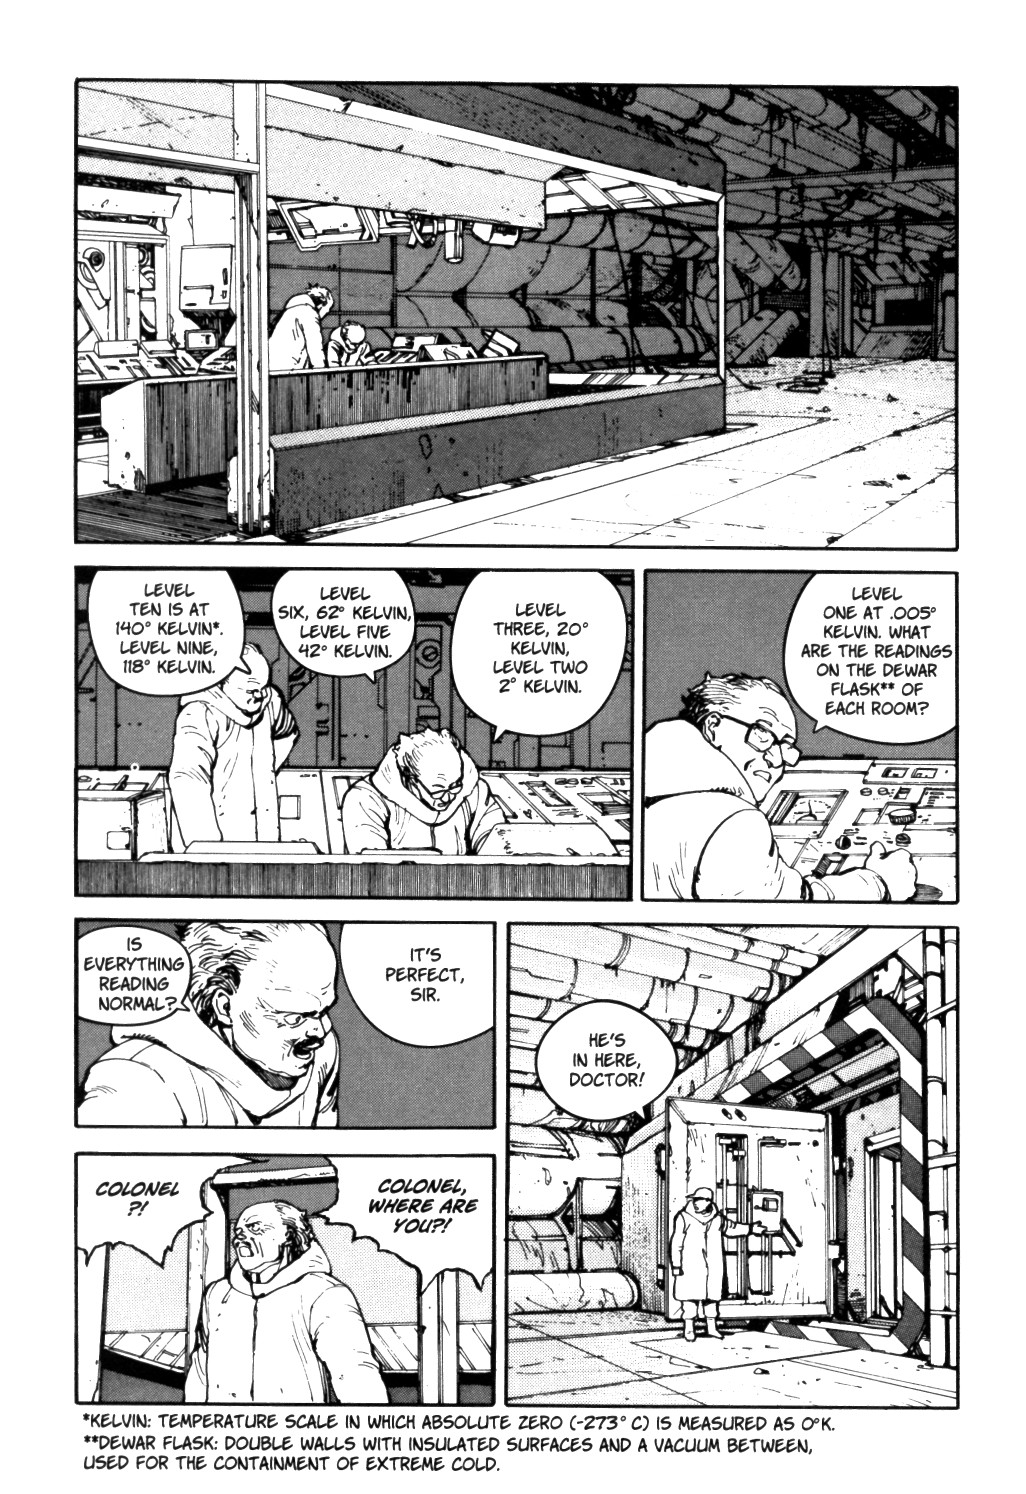 LEVEL
TEN IS AT
140° KELVIN*.
LEVEL NINE,
118° KELVIN.
LEVEL
SIX, 62° KELVIN,
LEVEL FIVE
42° KELVIN.
LEVEL
THREE, 20°
KELVIN,
LEVEL TWO
2° KELVIN.
LEVEL
ONE AT .005°
KELVIN. WHAT
ARE THE READINGS
ON THE DEWAR
FLASK** OF
EACH ROOM?
IS
EVERYTHING
READING
NORMAL?
IT'S
PERFECT,
SIR.
HE'S
IN HERE,
DOCTOR!
COLONEL
?!
COLONEL,
WHERE ARE
YOU?!
*KELVIN: TEMPERATURE SCALE IN WHICH ABSOLUTE ZERO (-273° C) IS MEASURED AS 0°K.
**DEWAR FLASK: DOUBLE WALLS WITH INSULATED SURFACES AND A VACUUM BETWEEN,
USED FOR THE CONTAINMENT OF EXTREME COLD.